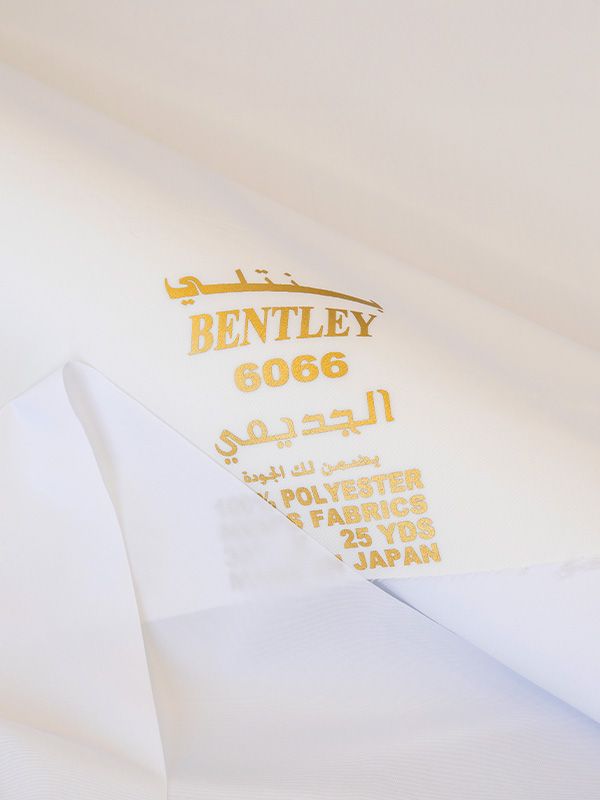 بنتلي
BENTLEY
6066
الجديعي
يضمن لك الجودة
% POLYESTER
S FABRICS
25 YDS
JAPAN